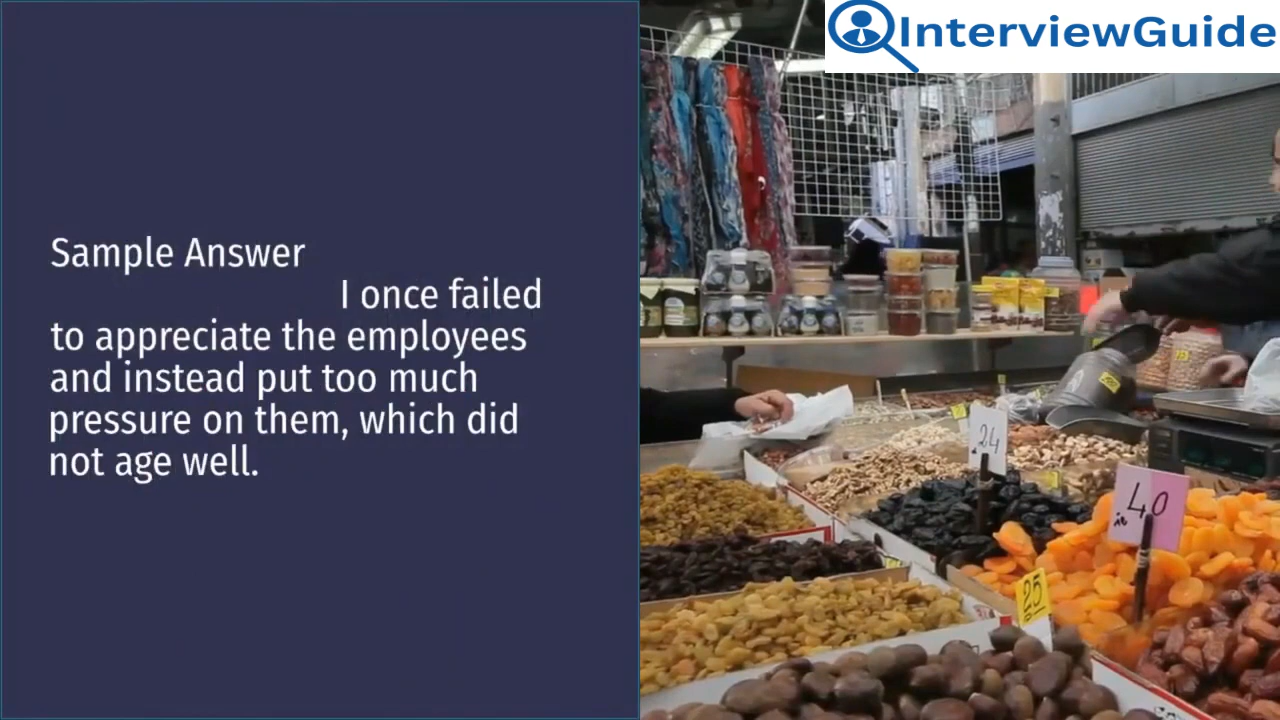 InterviewGuide
Sample Answer
I once failed
to appreciate the employees
and instead put too much
pressure on them, which did
not age well.
24
40
25